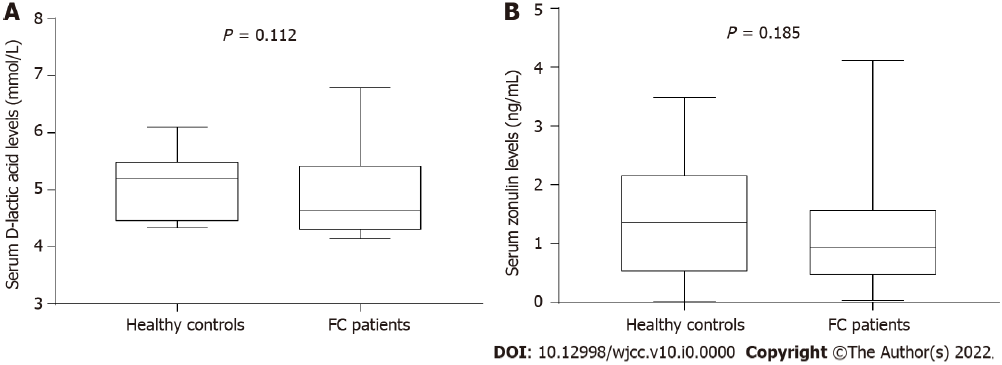 A
P = 0.112
Serum D-lactic acid levels (mmol/L)
8
7
6
5
4
3
Healthy controls
FC patients
B
P = 0.185
Serum zonulin levels (ng/mL)
5
4
3
2
1
0
Healthy controls
FC patients
DOI: 10.12998/wjcc.v10.i0.0000 Copyright ©The Author(s) 2022.